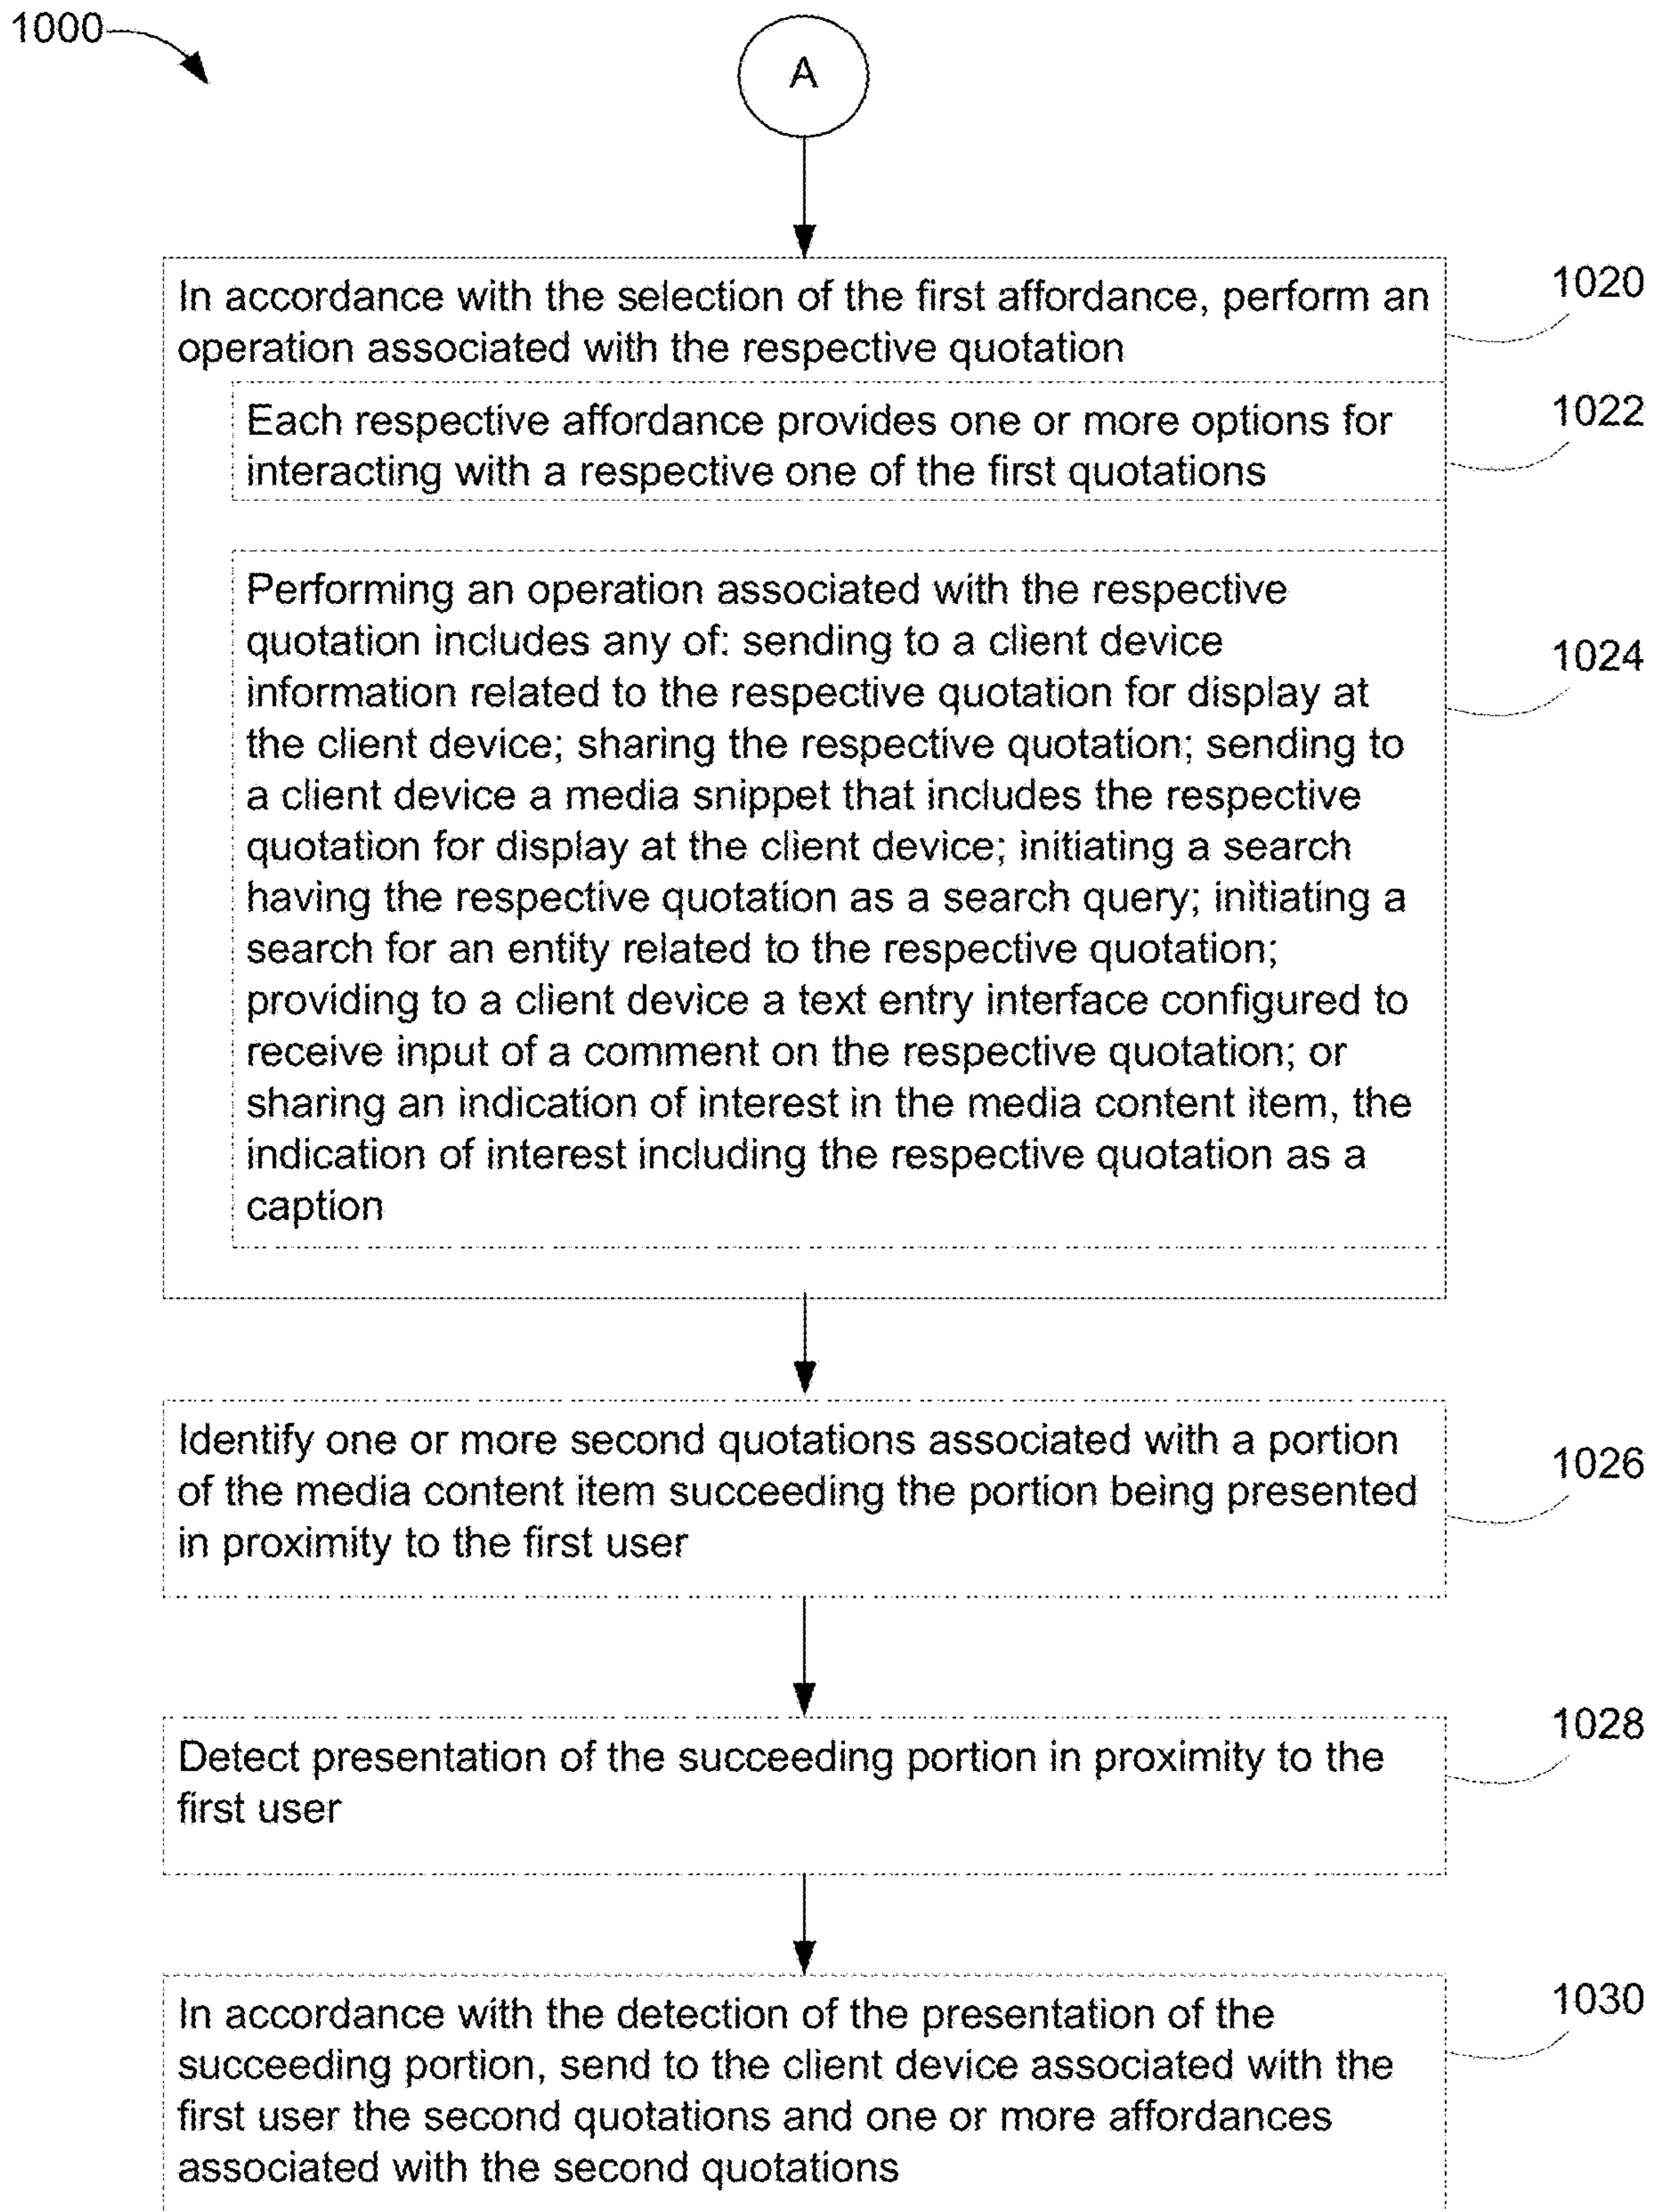 1000
A
In accordance with the selection of the first affordance, perform an
operation associated with the respective quotation
1020
Each respective affordance provides one or more options for
interacting with a respective one of the first quotations
1022
Performing an operation associated with the respective
quotation includes any of: sending to a client device
information related to the respective quotation for display at
the client device; sharing the respective quotation; sending to
a client device a media snippet that includes the respective
quotation for display at the client device; initiating a search
having the respective quotation as a search query; initiating a
search for an entity related to the respective quotation;
providing to a client device a text entry interface configured to
receive input of a comment on the respective quotation; or
sharing an indication of interest in the media content item, the
indication of interest including the respective quotation as a
caption
1024
Identify one or more second quotations associated with a portion
of the media content item succeeding the portion being presented
in proximity to the first user
1026
Detect presentation of the succeeding portion in proximity to the
first user
1028
In accordance with the detection of the presentation of the
succeeding portion, send to the client device associated with the
first user the second quotations and one or more affordances
associated with the second quotations
1030